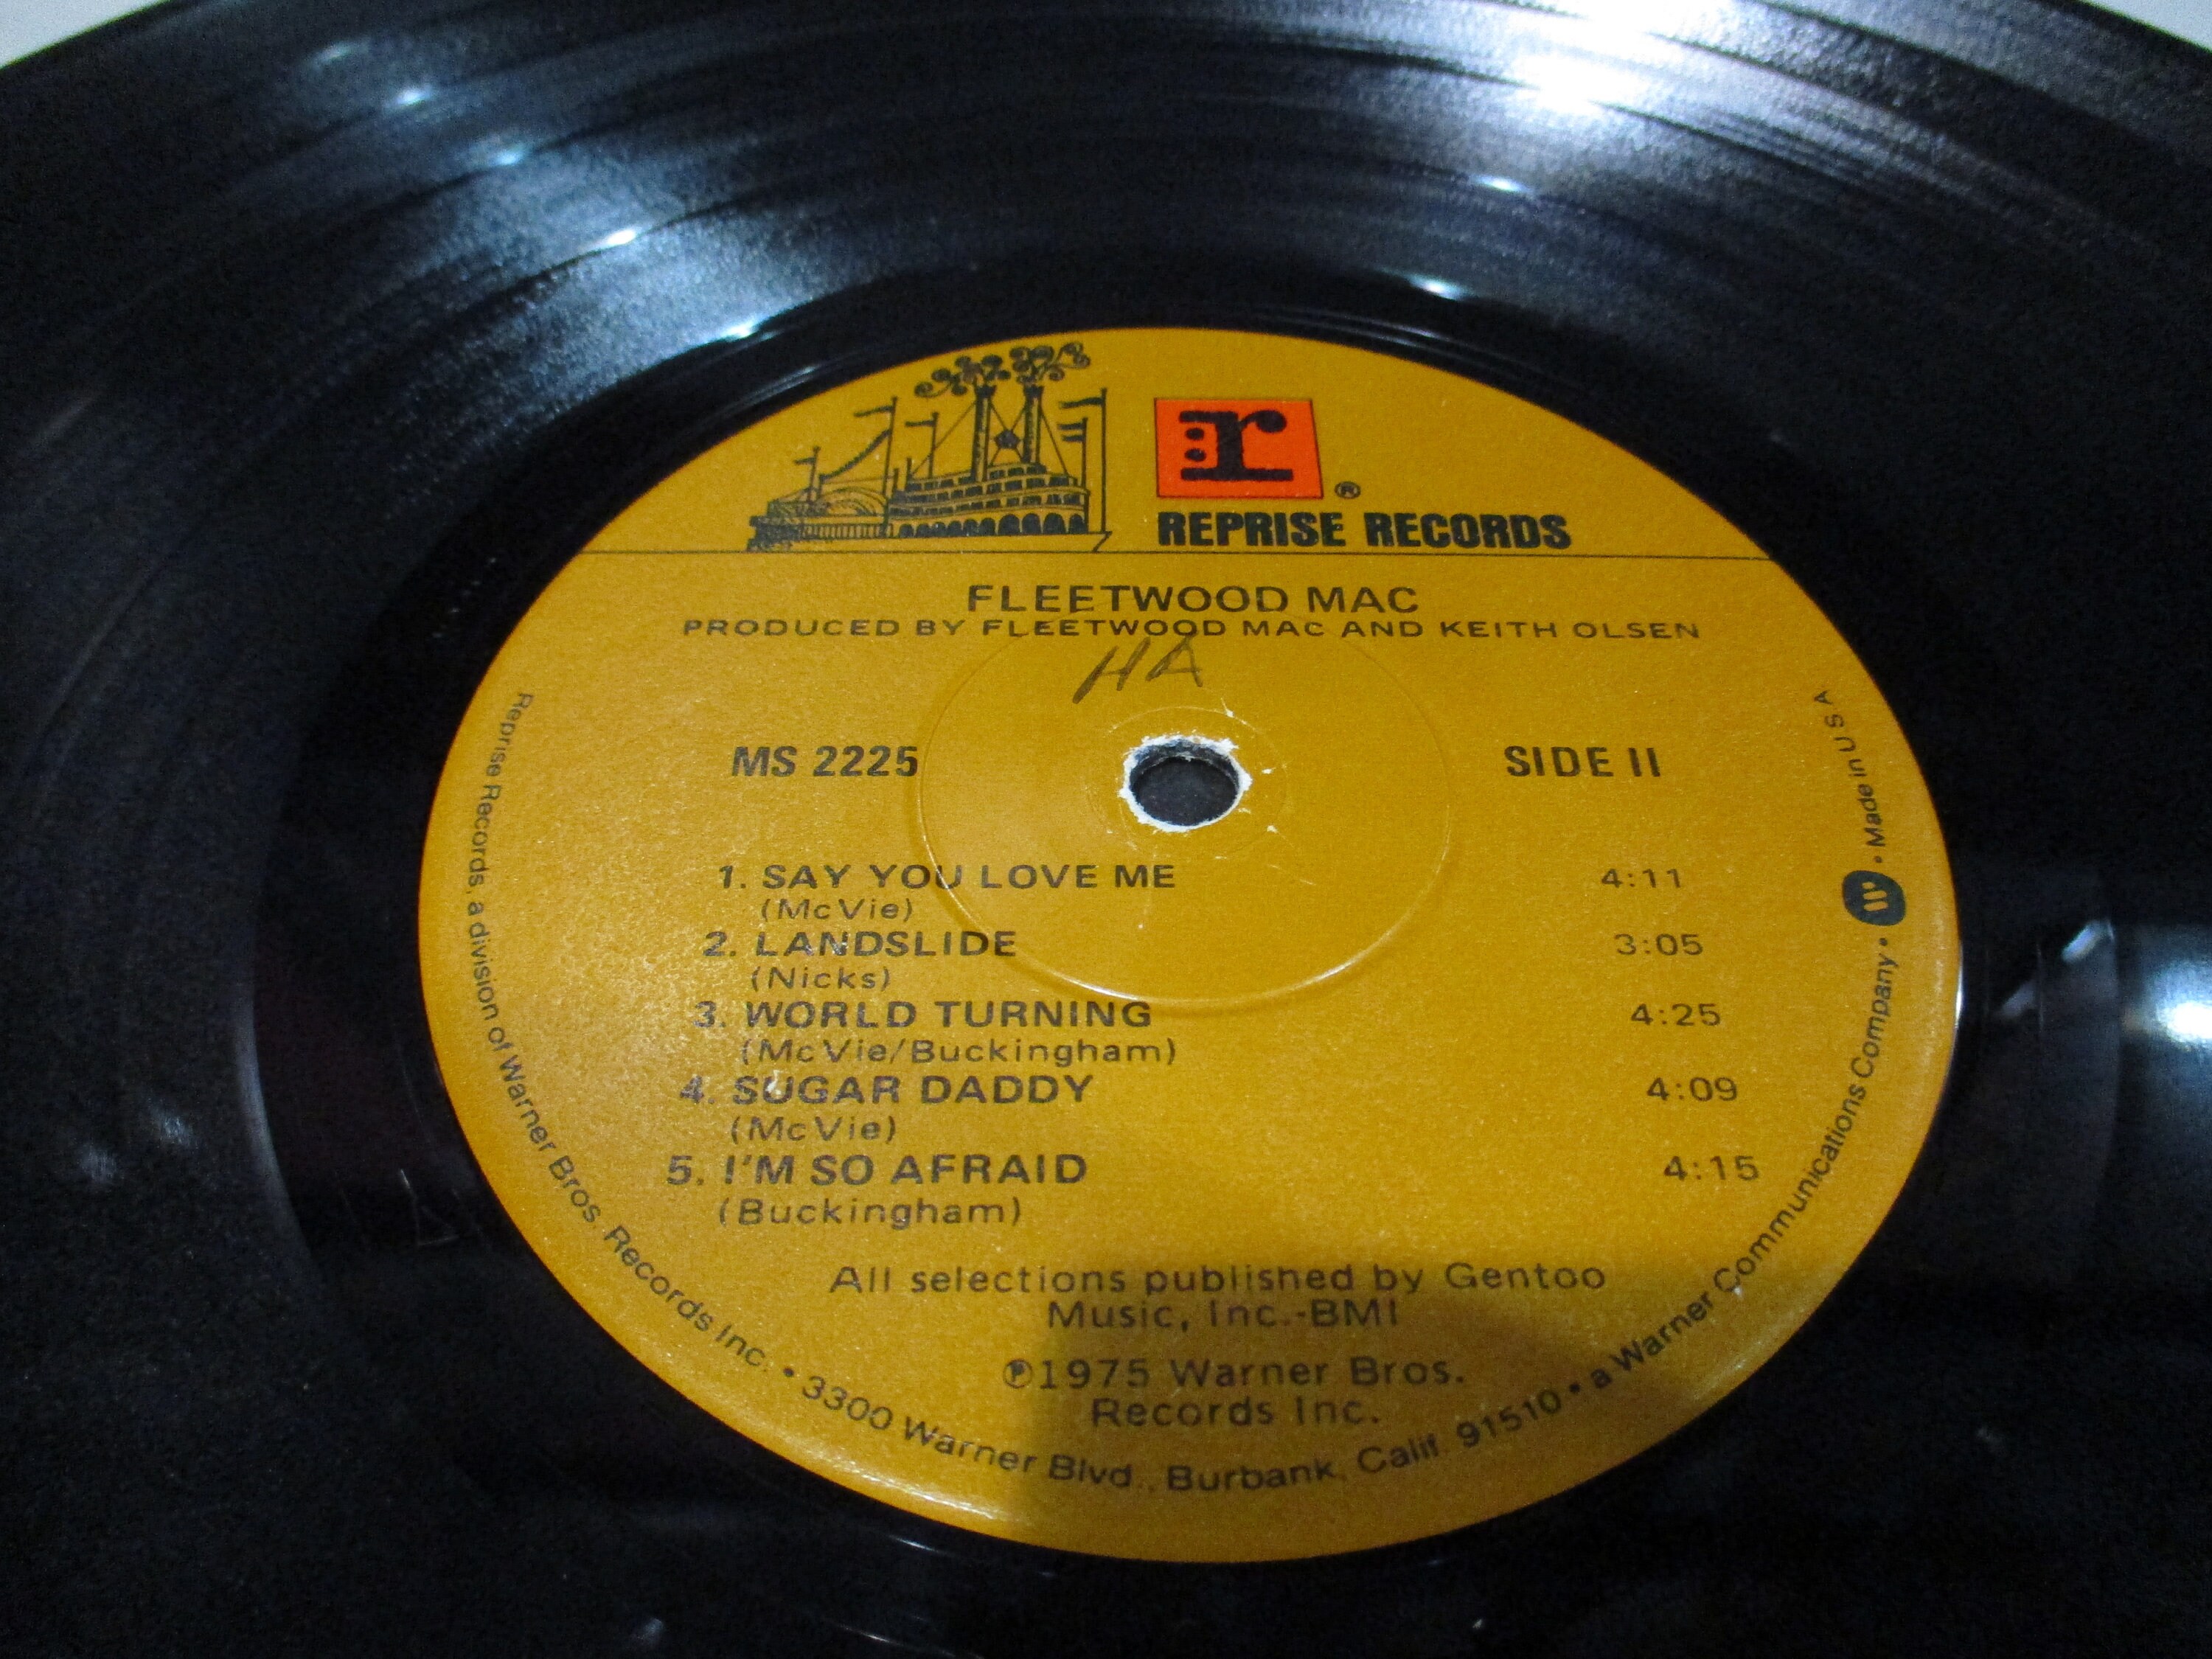 r ®
REPRISE RECORDS
FLEETWOOD MAC
PRODUCED BY FLEETWOOD MAC AND KEITH OLSEN
HA
MS 2225 SIDE II
1. SAY YOU LOVE ME 4:11
(McVie)
2. LANDSLIDE 3:05
(Nicks)
3. WORLD TURNING 4:25
(McVie/Buckingham)
4. SUGAR DADDY 4:09
(McVie)
5. I'M SO AFRAID 4:15
(Buckingham)
All selections published by Gentoo
Music, Inc.-BMI
℗1975 Warner Bros.
Records Inc.
Reprise Records, a division of Warner Bros. Records Inc. • 3300 Warner Blvd., Burbank, Calif. 91510 • a Warner Communications Company • W • Made in U S A